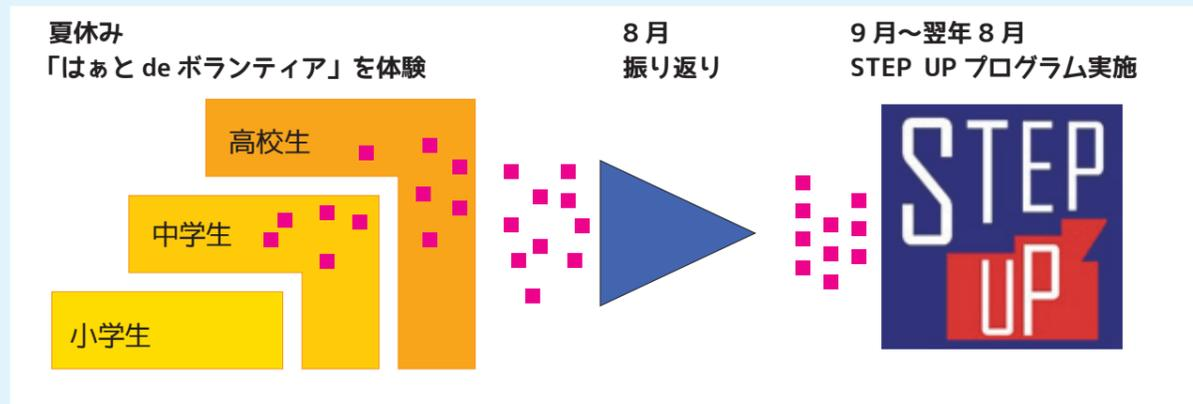 夏休み
「はぁと de ボランティア」を体験
8月
振り返り
9月〜翌年8月
STEP UP プログラム実施
高校生
中学生
小学生
STEP
UP